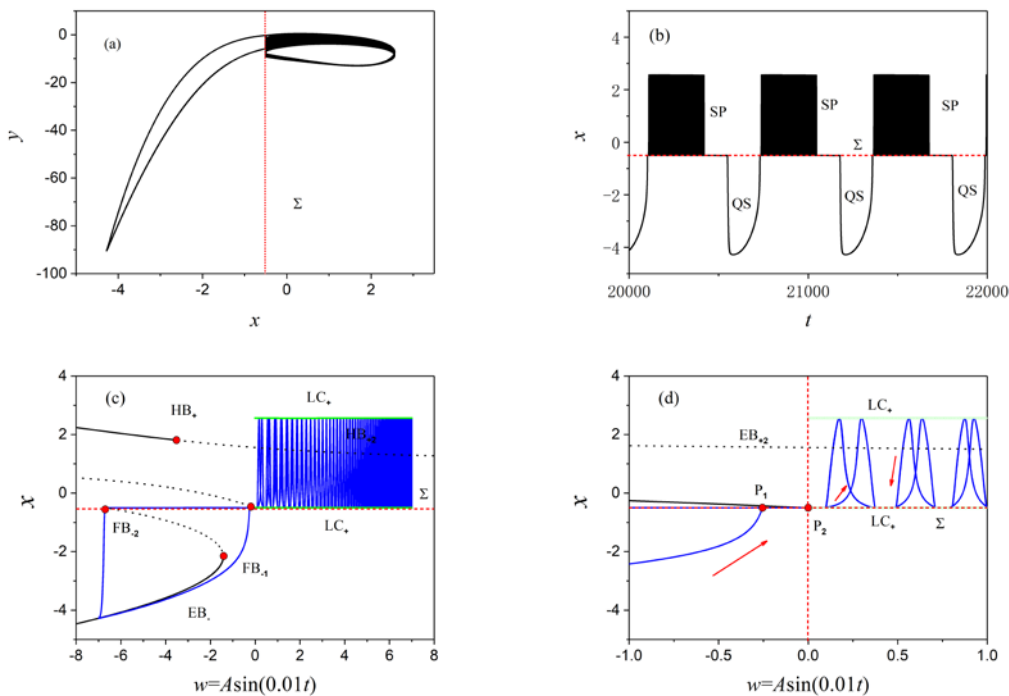 (a)
0
-20
-40
-60
-80
-100
y
Σ
-4 -2 0 2
x
(b)
4
2
0
-2
-4
x
SP SP SP
Σ
QS QS QS
20000 21000 22000
t
(c)
4
2
0
-2
-4
x
LC+
HB+
HB+2
Σ
FB-2
LC+
FB-1
EB-
-8 -6 -4 -2 0 2 4 6 8
w=Asin(0.01t)
(d)
4
2
0
-2
-4
x
LC+
EB+2
P1
P2
LC+
Σ
-1.0 -0.5 0.0 0.5 1.0
w=Asin(0.01t)